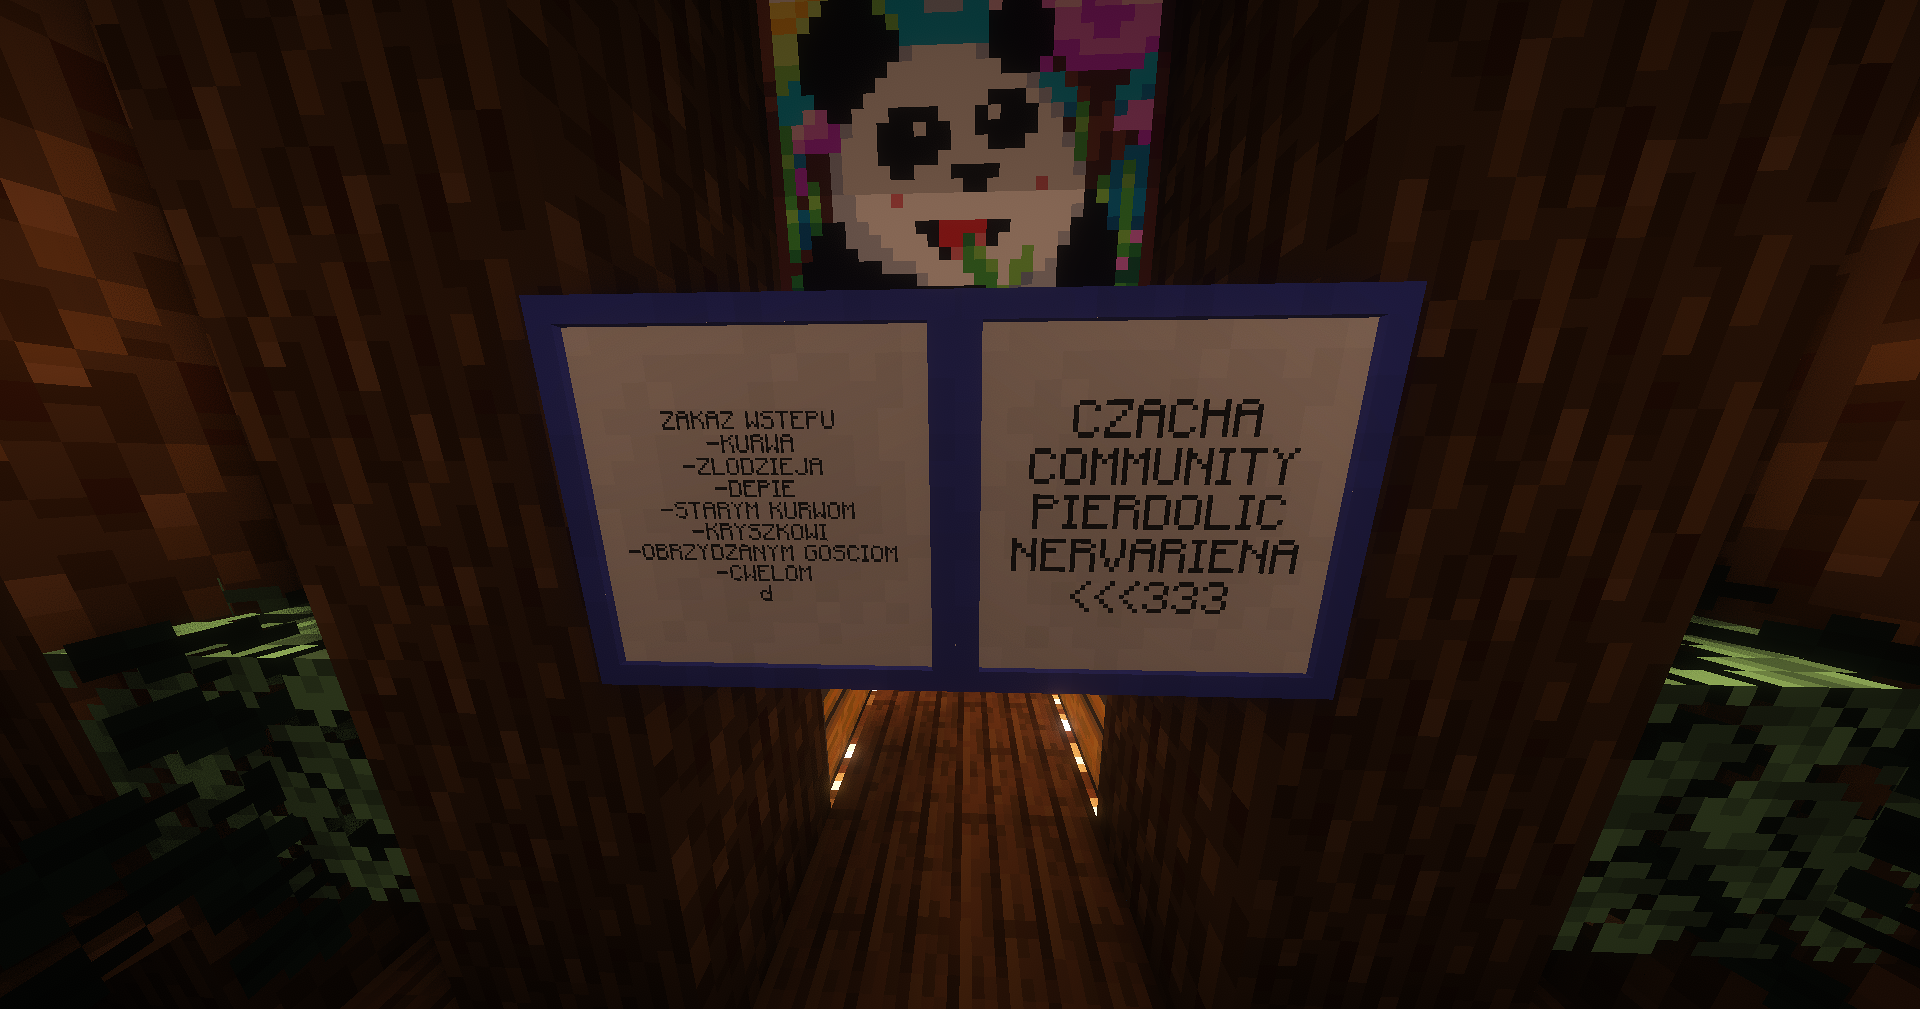 ZAKAZ WSTEPU
-KURWA
-ZLODZIEJA
-DEPIE
-STARYM KURWOM
-KRYSZKOWI
-OBRZYDZANYM GOSCIOM
-CWELOM
d
CZACHA
COMMUNITY
PIERDOLIC
NERVARIENA
<<<333